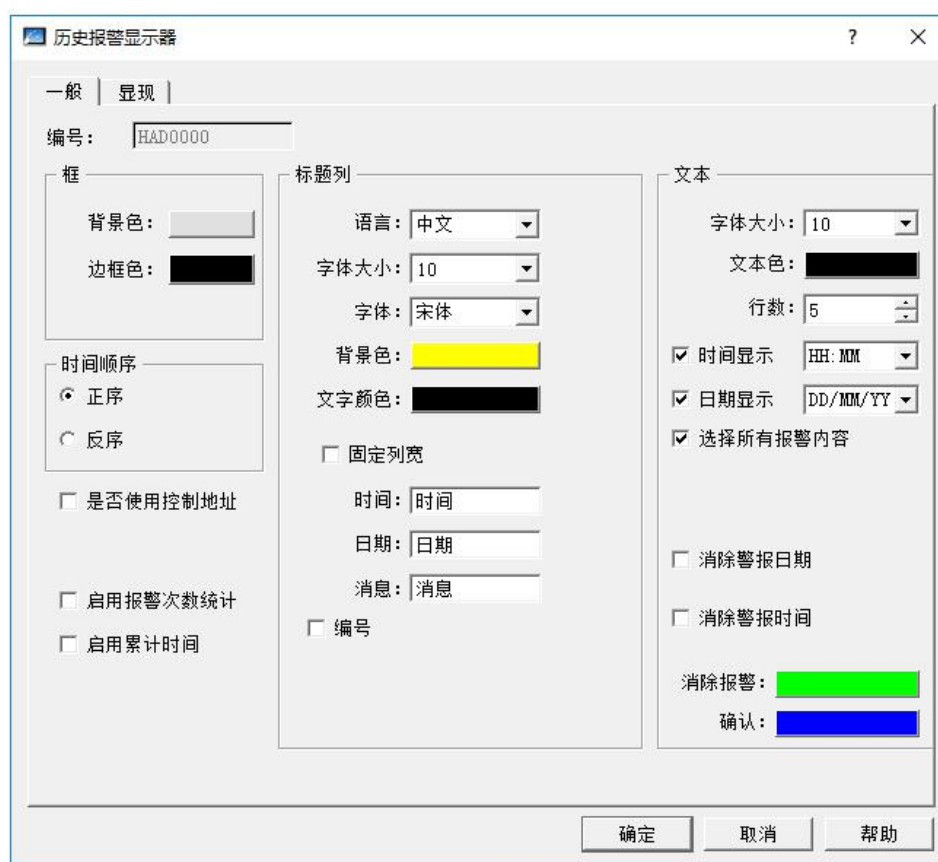 历史报警显示器
?
一般
显现
编号：
HAD0000
框
背景色：
边框色：
时间顺序
正序
反序
是否使用控制地址
启用报警次数统计
启用累计时间
标题列
语言：中文
字体大小：10
字体：宋体
背景色：
文字颜色：
固定列宽
时间：时间
日期：日期
消息：消息
编号
文本
字体大小：10
文本色：
行数：5
时间显示 HH:MM
日期显示 DD/MM/YY
选择所有报警内容
消除警报日期
消除警报时间
消除报警：
确认：
确定
取消
帮助